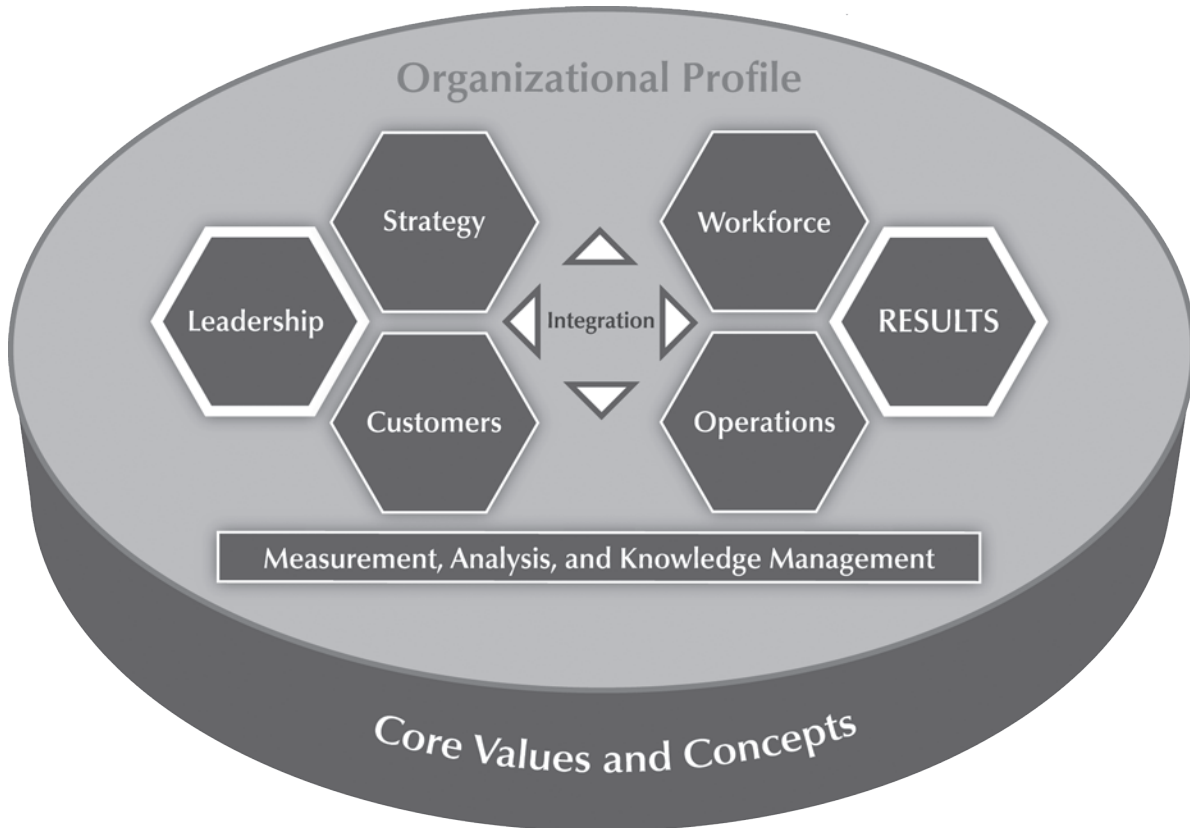 Organizational Profile
Strategy
Workforce
Leadership
Integration
RESULTS
Customers
Operations
Measurement, Analysis, and Knowledge Management
Core Values and Concepts